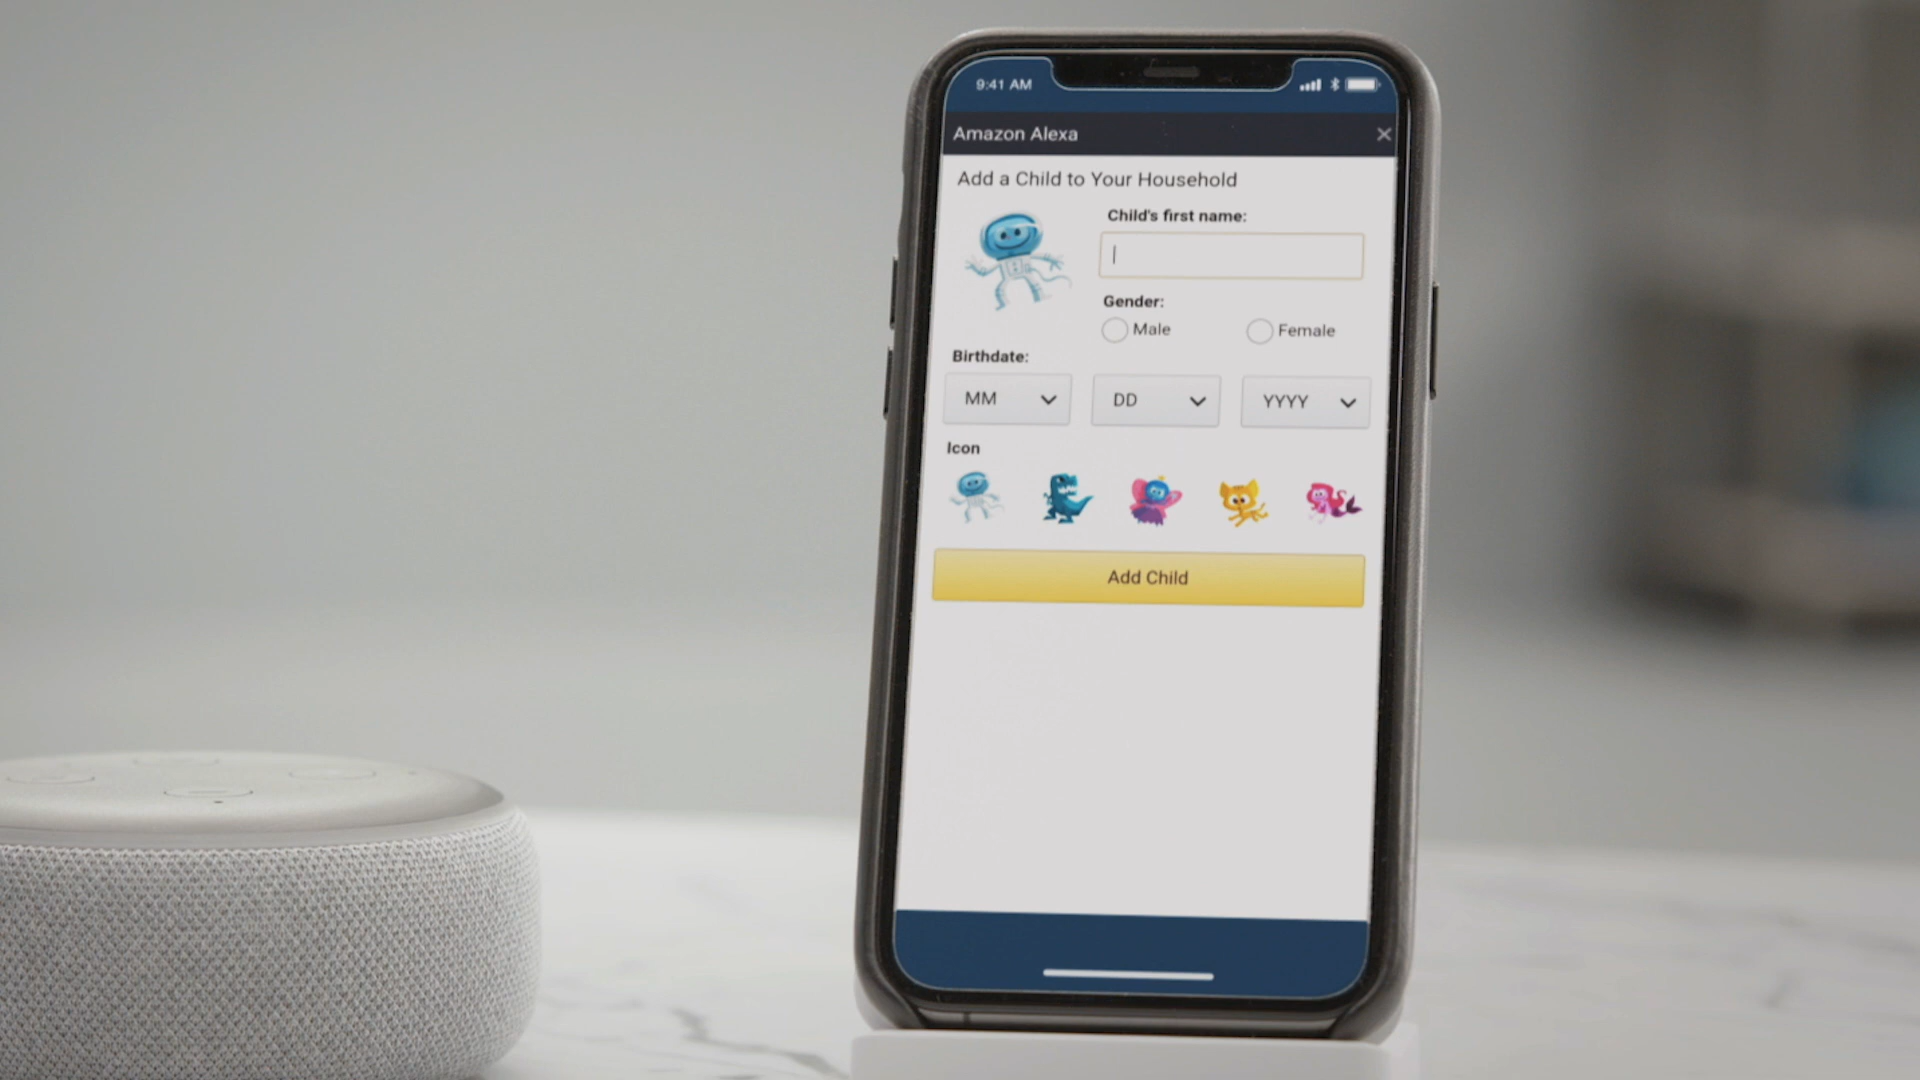 9:41 AM
Amazon Alexa
Add a Child to Your Household
Child's first name:
Gender:
Male Female
Birthdate:
MM DD YYYY
Icon
Add Child